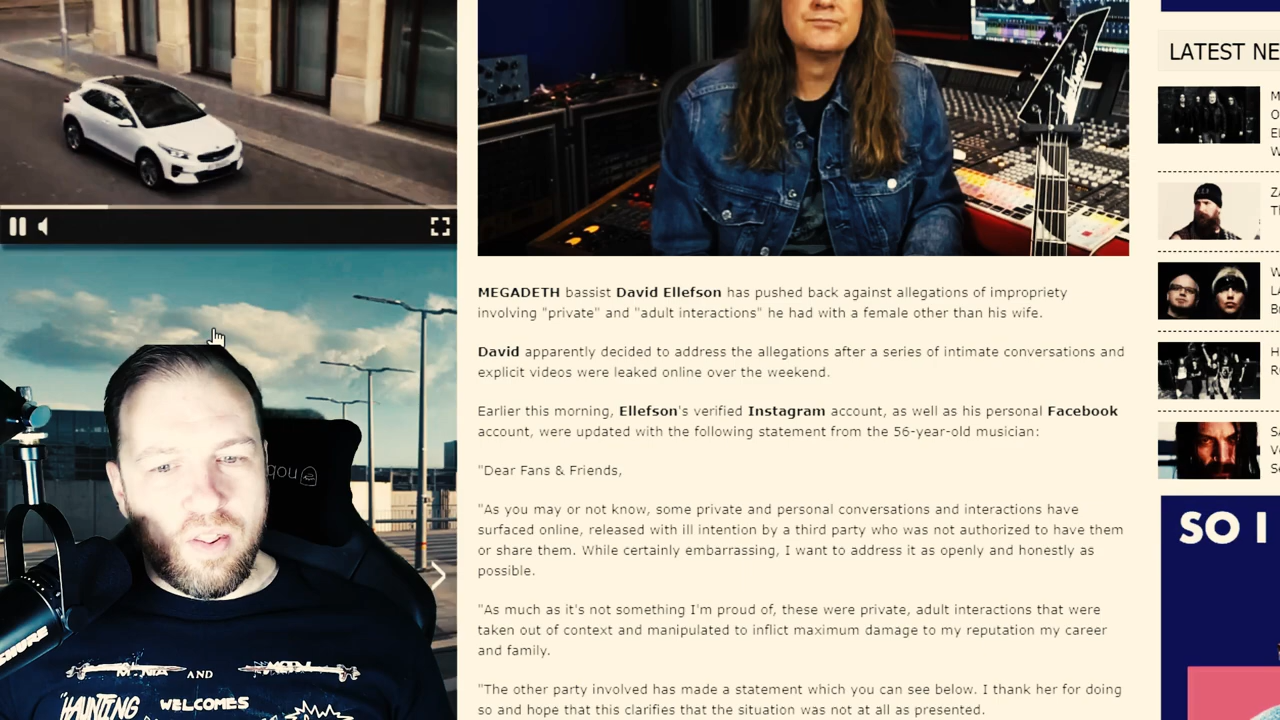 MEGADETH bassist David Ellefson has pushed back against allegations of impropriety
involving "private" and "adult interactions" he had with a female other than his wife.
David apparently decided to address the allegations after a series of intimate conversations and
explicit videos were leaked online over the weekend.
Earlier this morning, Ellefson's verified Instagram account, as well as his personal Facebook
account, were updated with the following statement from the 56-year-old musician:
"Dear Fans & Friends,
"As you may or not know, some private and personal conversations and interactions have
surfaced online, released with ill intention by a third party who was not authorized to have them
or share them. While certainly embarrassing, I want to address it as openly and honestly as
possible.
"As much as it's not something I'm proud of, these were private, adult interactions that were
taken out of context and manipulated to inflict maximum damage to my reputation my career
and family.
"The other party involved has made a statement which you can see below. I thank her for doing
so and hope that this clarifies that the situation was not at all as presented.
LATEST NE
SO I
SHURE
AND
HAUNTING WELCOMES